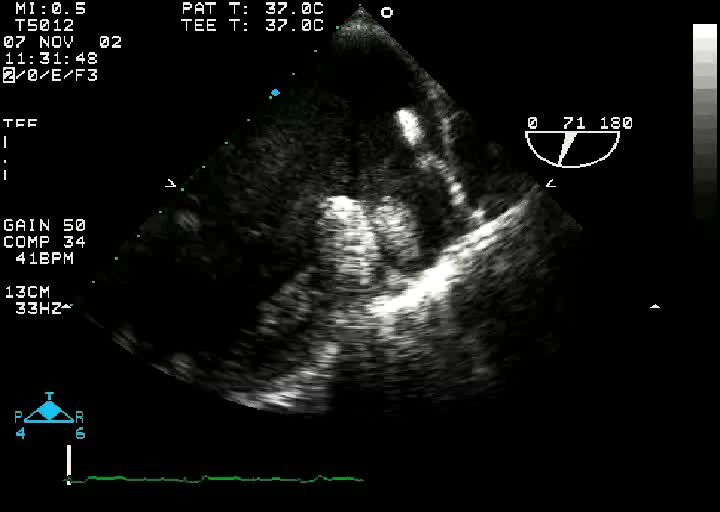 MI:0.5
T5012
07 NOV 02
11:31:48
2/0/E/F3
PAT T: 37.0C
TEE T: 37.0C
0 71 180
GAIN 50
COMP 34
41BPM
13CM
33HZ
T
P R
4 6